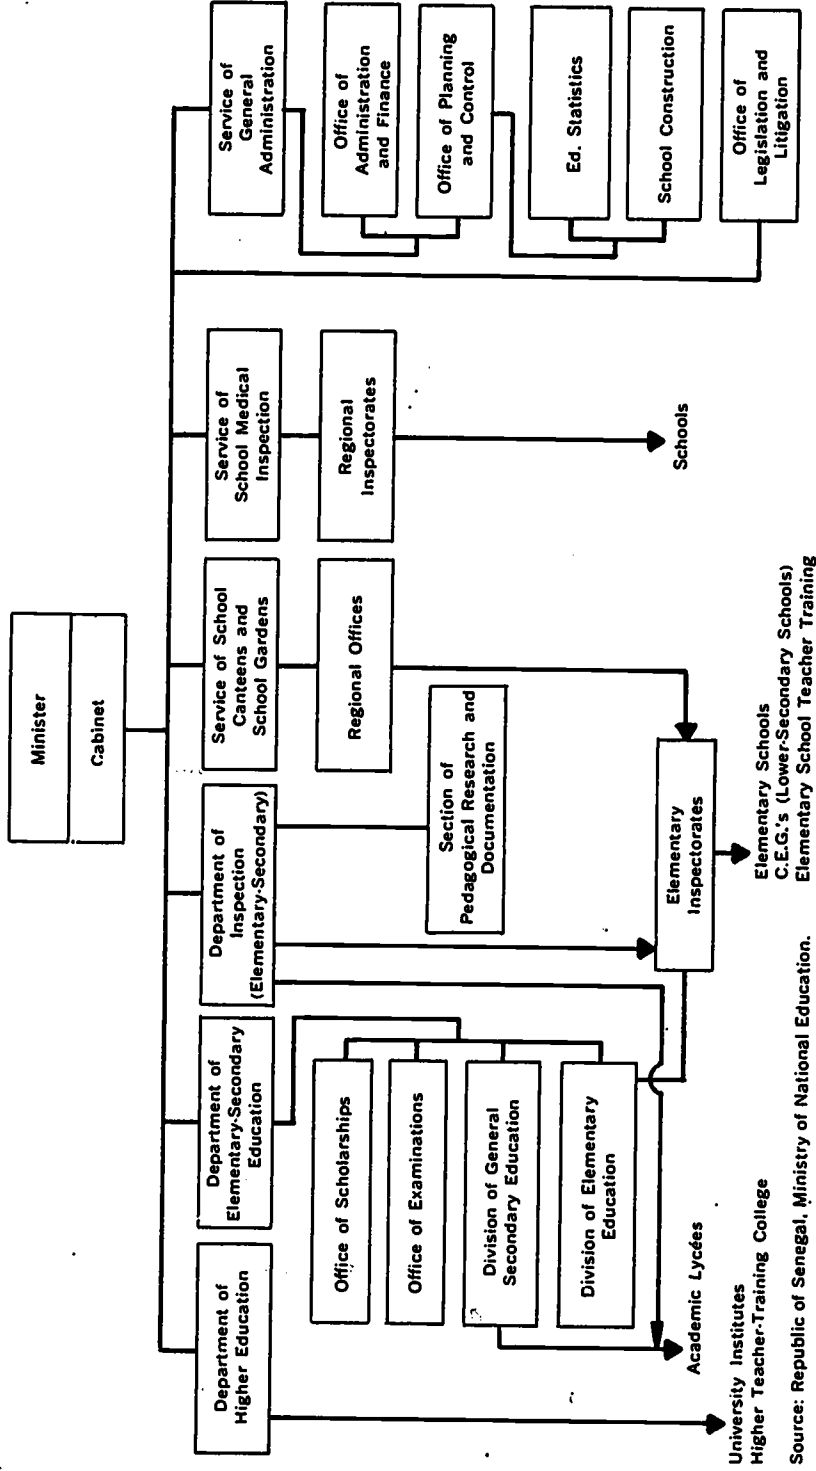 Minister
Cabinet
Department of
Higher Education
Department of
Elementary-Secondary
Education
Department of
Inspection
(Elementary-Secondary)
Service of School
Canteens and
School Gardens
Service of
School Medical
Inspection
Service of
General
Administration
Office of Scholarships
Office of Examinations
Division of General
Secondary Education
Division of Elementary
Education
Section of
Pedagogical Research and
Documentation
Regional Offices
Regional
Inspectorates
Office of
Administration
and Finance
Office of Planning
and Control
Ed. Statistics
School Construction
Office of
Legislation and
Litigation
Elementary
Inspectorates
Schools
Academic Lycées
University Institutes
Higher Teacher-Training College
Elementary Schools
C.E.G.'s (Lower-Secondary Schools)
Elementary School Teacher Training
Source: Republic of Senegal, Ministry of National Education.